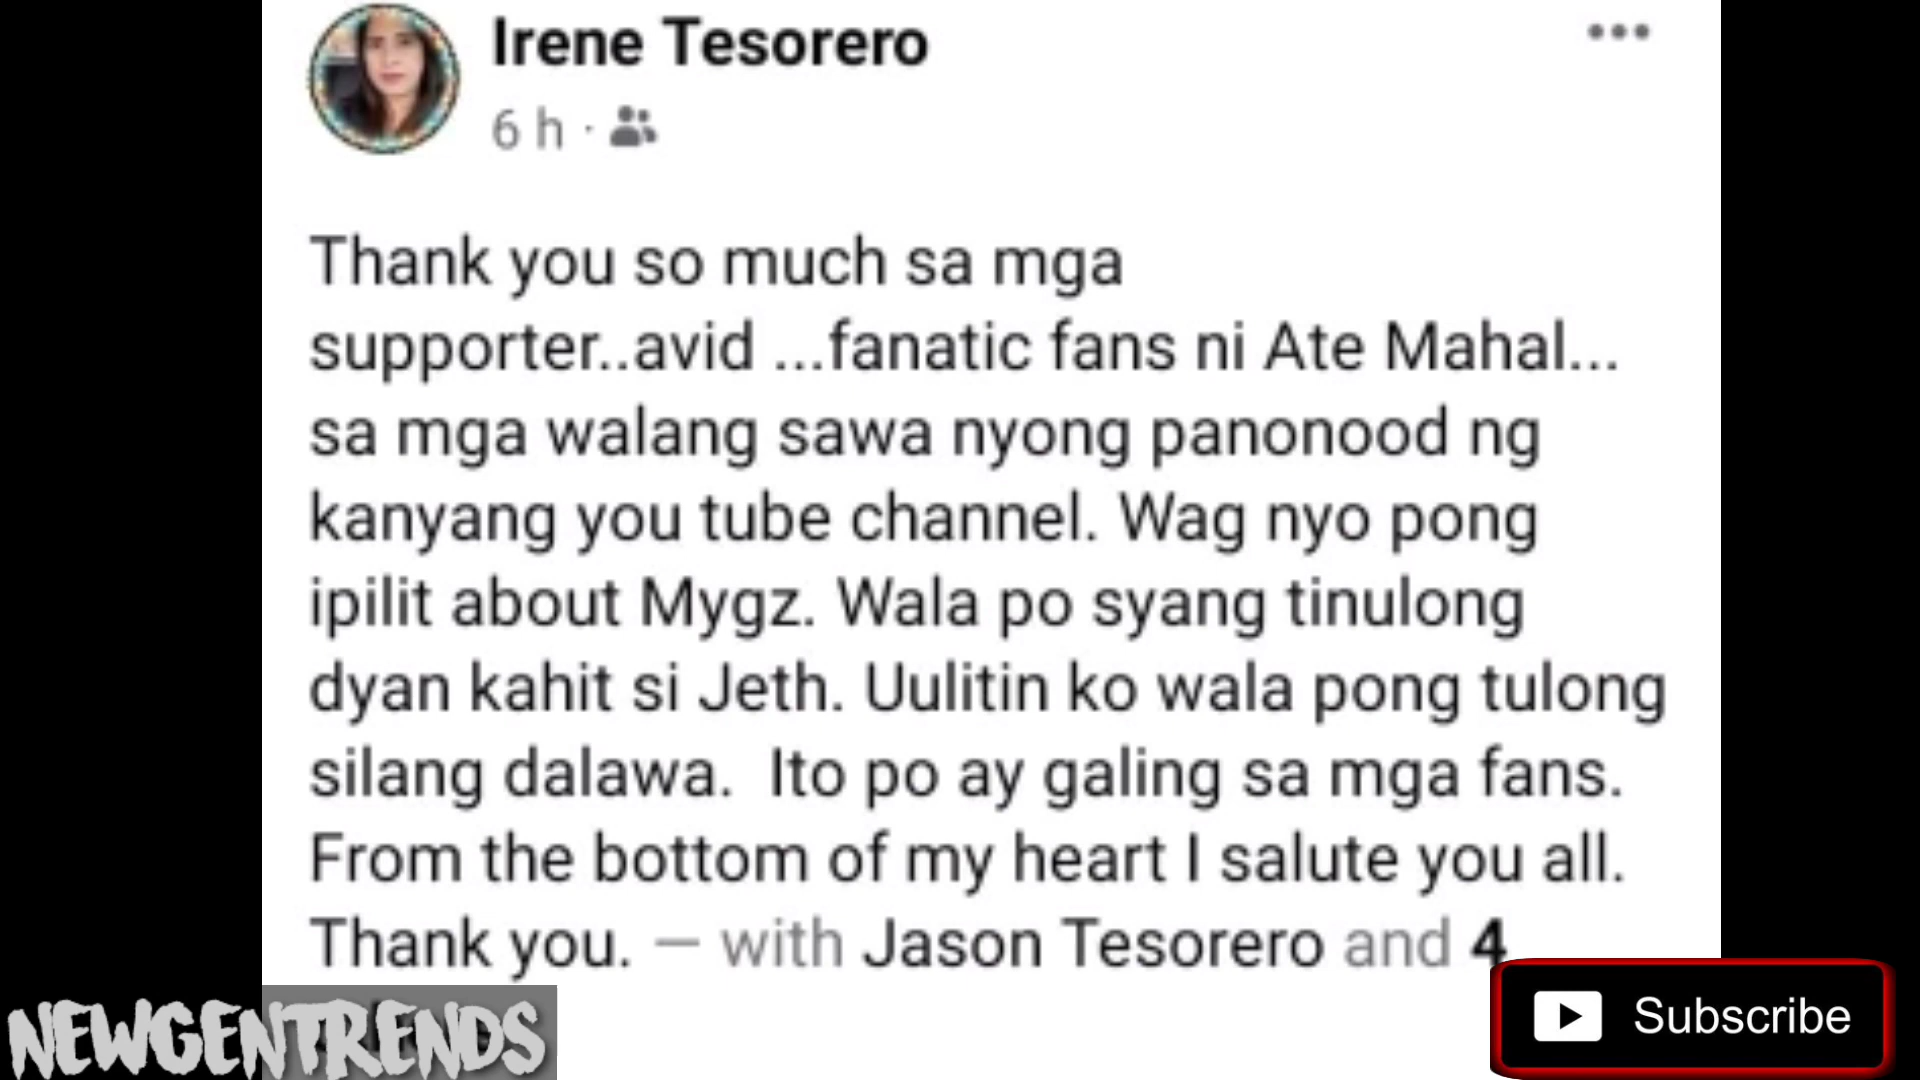 Irene Tesorero
6 h ·
Thank you so much sa mga
supporter..avid ...fanatic fans ni Ate Mahal...
sa mga walang sawa nyong panonood ng
kanyang you tube channel. Wag nyo pong
ipilit about Mygz. Wala po syang tinulong
dyan kahit si Jeth. Uulitin ko wala pong tulong
silang dalawa.  Ito po ay galing sa mga fans.
From the bottom of my heart I salute you all.
Thank you. — with Jason Tesorero and 4
NEWGENTRENDS
Subscribe